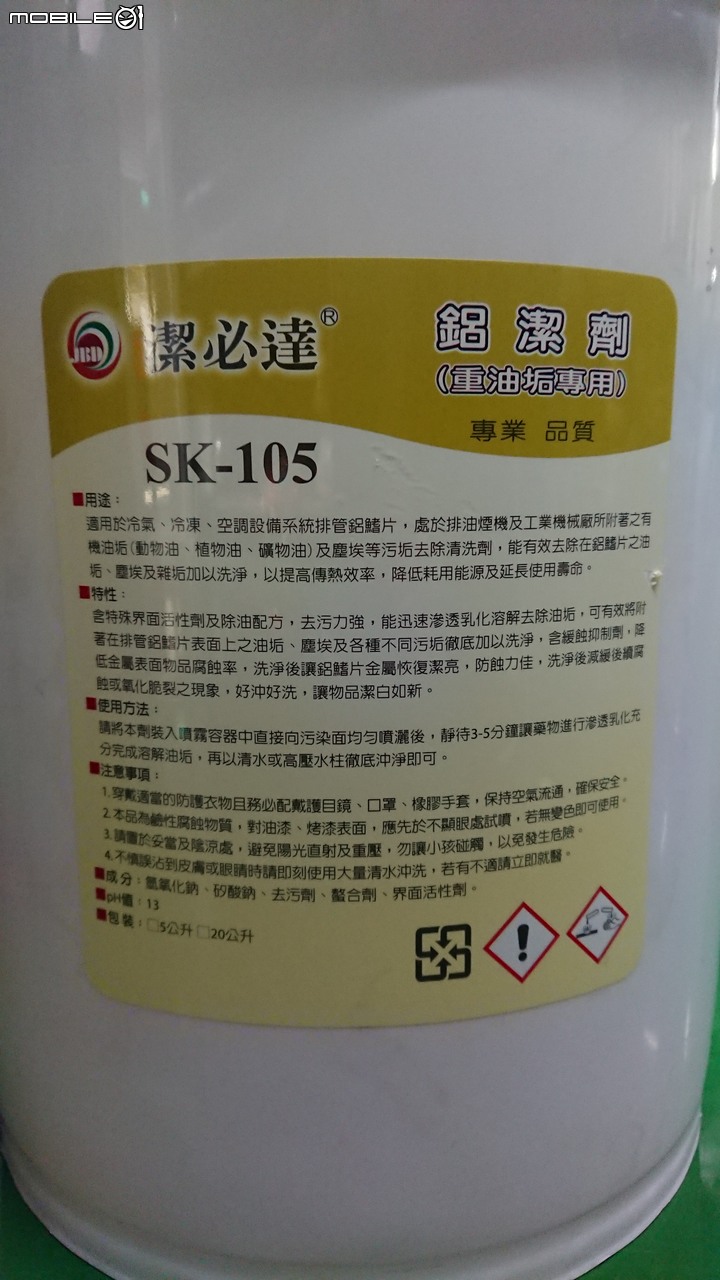 MOBILE01
JBD
潔必達®
鋁潔劑
(重油垢專用)
專業 品質
SK-105
■用途：
適用於冷氣、冷凍、空調設備系統排管鋁鰭片，處於排油煙機及工業機械廠所附著之有
機油垢(動物油、植物油、礦物油)及塵埃等污垢去除清洗劑，能有效去除在鋁鰭片之油
垢、塵埃及雜垢加以洗淨，以提高傳熱效率，降低耗用能源及延長使用壽命。
■特性：
含特殊界面活性劑及除油配方，去污力強，能迅速滲透乳化溶解去除油垢，可有效將附
著在排管鋁鰭片表面上之油垢、塵埃及各種不同污垢徹底加以洗淨，含緩蝕抑制劑，降
低金屬表面物品腐蝕率，洗淨後讓鋁鰭片金屬恢復潔亮，防蝕力佳，洗淨後減緩後續腐
蝕或氧化脆裂之現象，好沖好洗，讓物品潔白如新。
■使用方法：
請將本劑裝入噴霧容器中直接向污染面均勻噴灑後，靜待3-5分鐘讓藥物進行滲透乳化充
分完成溶解油垢，再以清水或高壓水柱徹底沖淨即可。
■注意事項：
1.穿戴適當的防護衣物且務必配戴護目鏡、口罩、橡膠手套，保持空氣流通，確保安全。
2.本品為鹼性腐蝕物質，對油漆、烤漆表面，應先於不顯眼處試噴，若無變色即可使用。
3.請置於妥當及陰涼處，避免陽光直射及重壓，勿讓小孩碰觸，以免發生危險。
4.不慎誤沾到皮膚或眼睛時請即刻使用大量清水沖洗，若有不適請立即就醫。
■成分：氫氧化鈉、矽酸鈉、去污劑、螯合劑、界面活性劑。
■pH值：13
■包裝：□5公升 □20公升